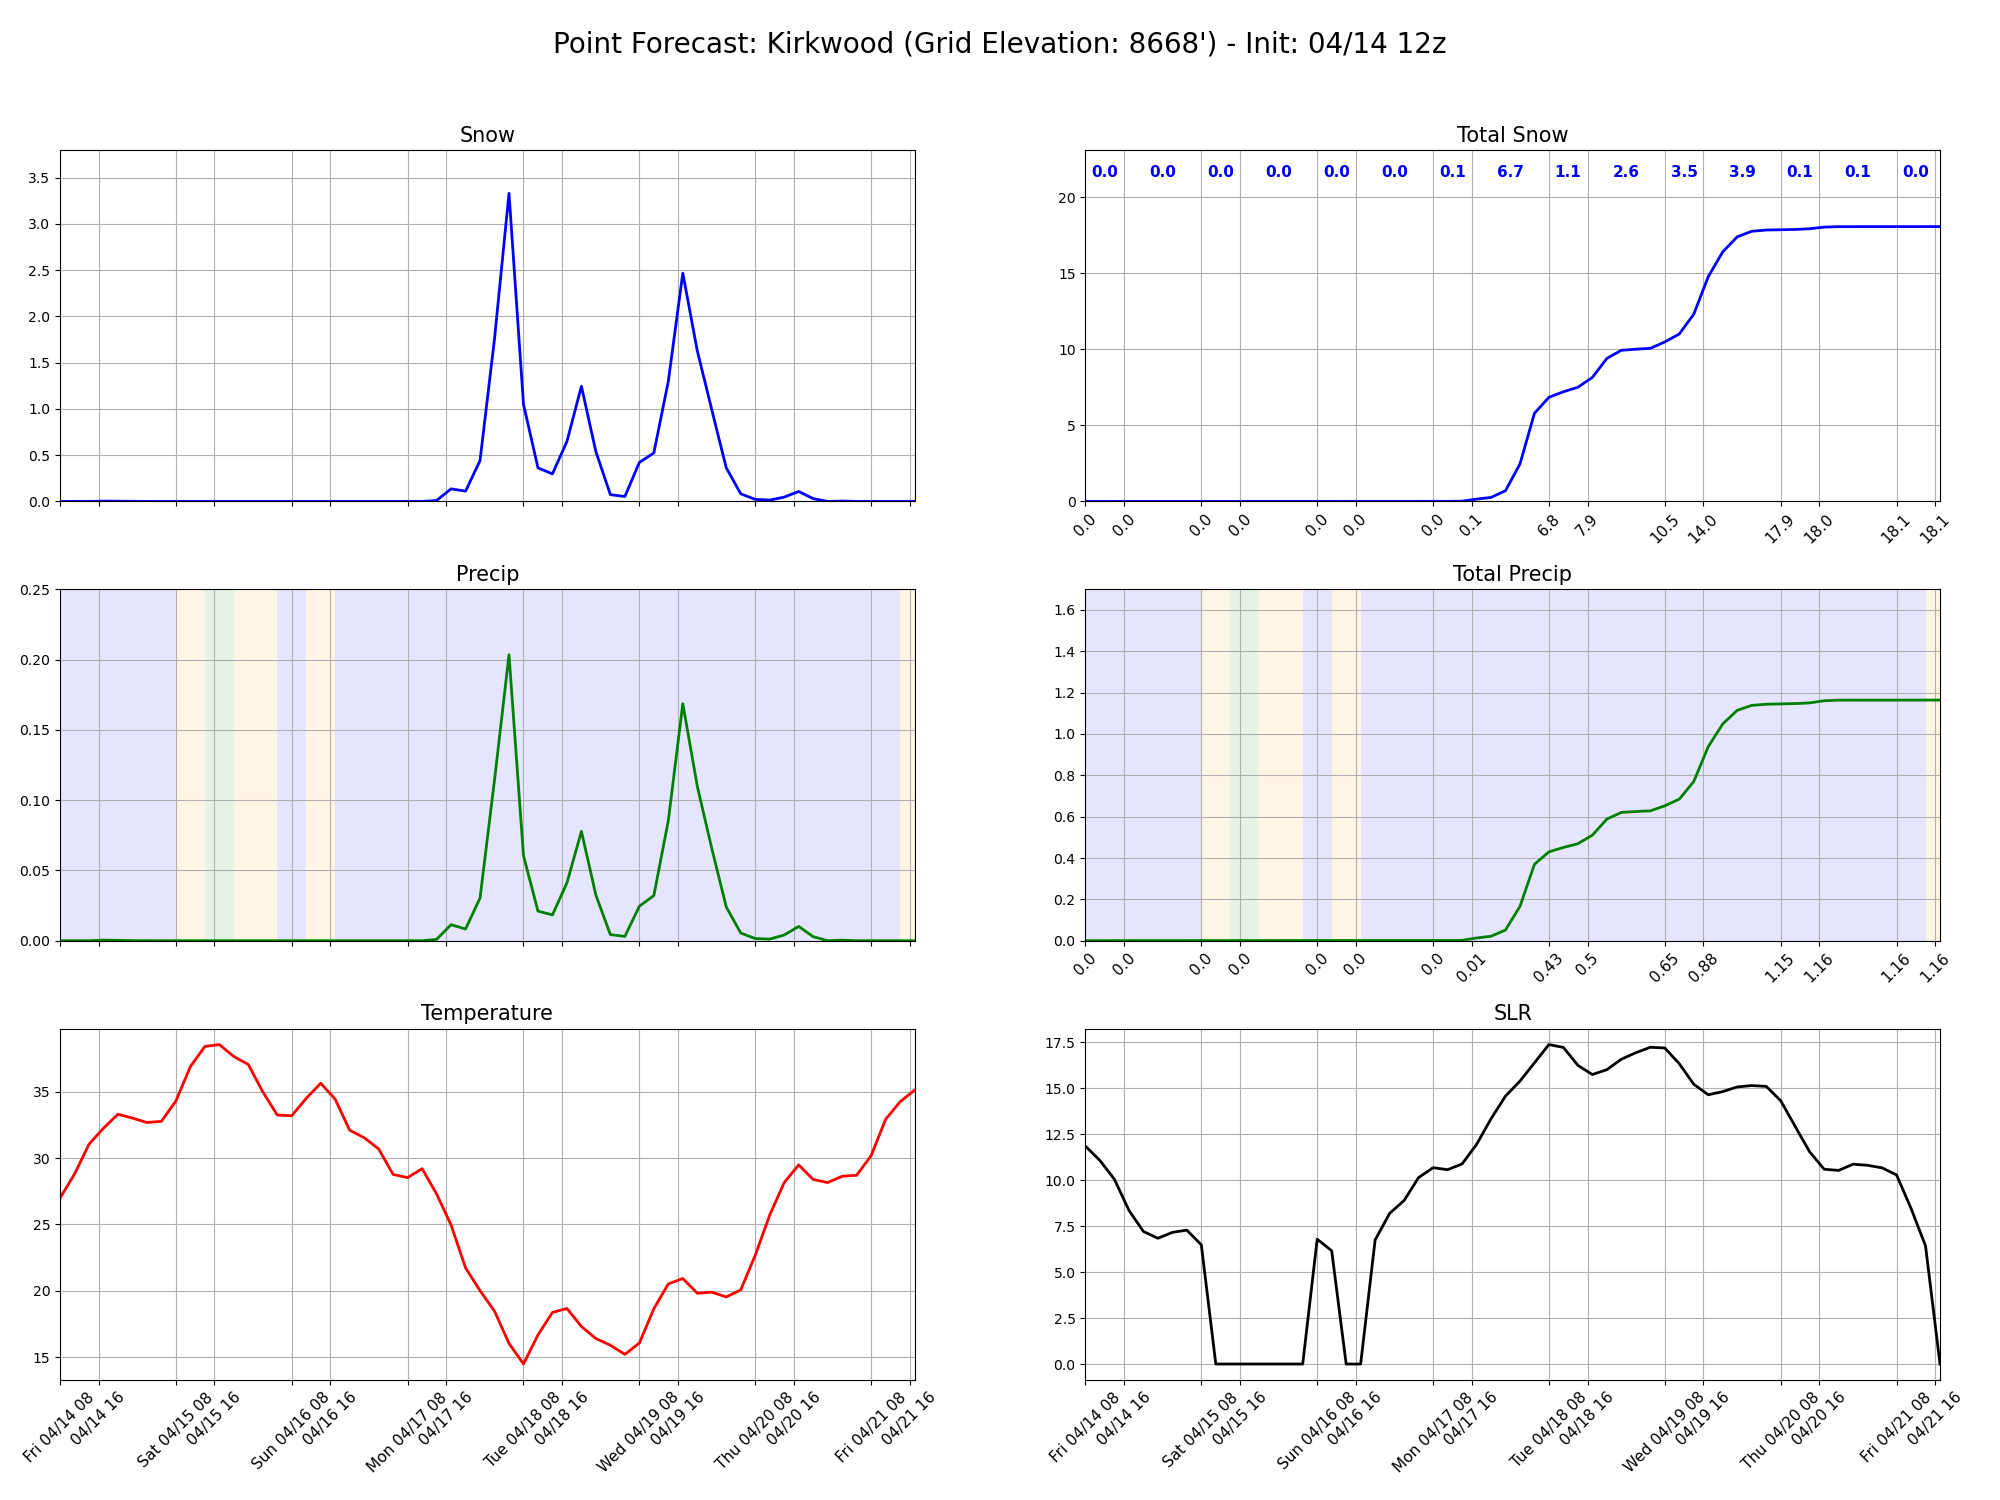 Point Forecast: Kirkwood (Grid Elevation: 8668') - Init: 04/14 12z
Snow
3.5
3.0
2.5
2.0
1.5
1.0
0.5
0.0
Total Snow
0.0 0.0 0.0 0.0 0.0 0.0 0.1 6.7 1.1 2.6 3.5 3.9 0.1 0.1 0.0
20
15
10
5
0
0.0 0.0 0.0 0.0 0.0 0.0 0.0 0.1 6.8 7.9 10.5 14.0 17.9 18.0 18.1 18.1
Precip
0.25
0.20
0.15
0.10
0.05
0.00
Total Precip
1.6
1.4
1.2
1.0
0.8
0.6
0.4
0.2
0.0
0.0 0.0 0.0 0.0 0.0 0.0 0.0 0.01 0.43 0.5 0.65 0.88 1.15 1.16 1.16 1.16
Temperature
35
30
25
20
15
Fri 04/14 08
04/14 16
Sat 04/15 08
04/15 16
Sun 04/16 08
04/16 16
Mon 04/17 08
04/17 16
Tue 04/18 08
04/18 16
Wed 04/19 08
04/19 16
Thu 04/20 08
04/20 16
Fri 04/21 08
04/21 16
SLR
17.5
15.0
12.5
10.0
7.5
5.0
2.5
0.0
Fri 04/14 08
04/14 16
Sat 04/15 08
04/15 16
Sun 04/16 08
04/16 16
Mon 04/17 08
04/17 16
Tue 04/18 08
04/18 16
Wed 04/19 08
04/19 16
Thu 04/20 08
04/20 16
Fri 04/21 08
04/21 16